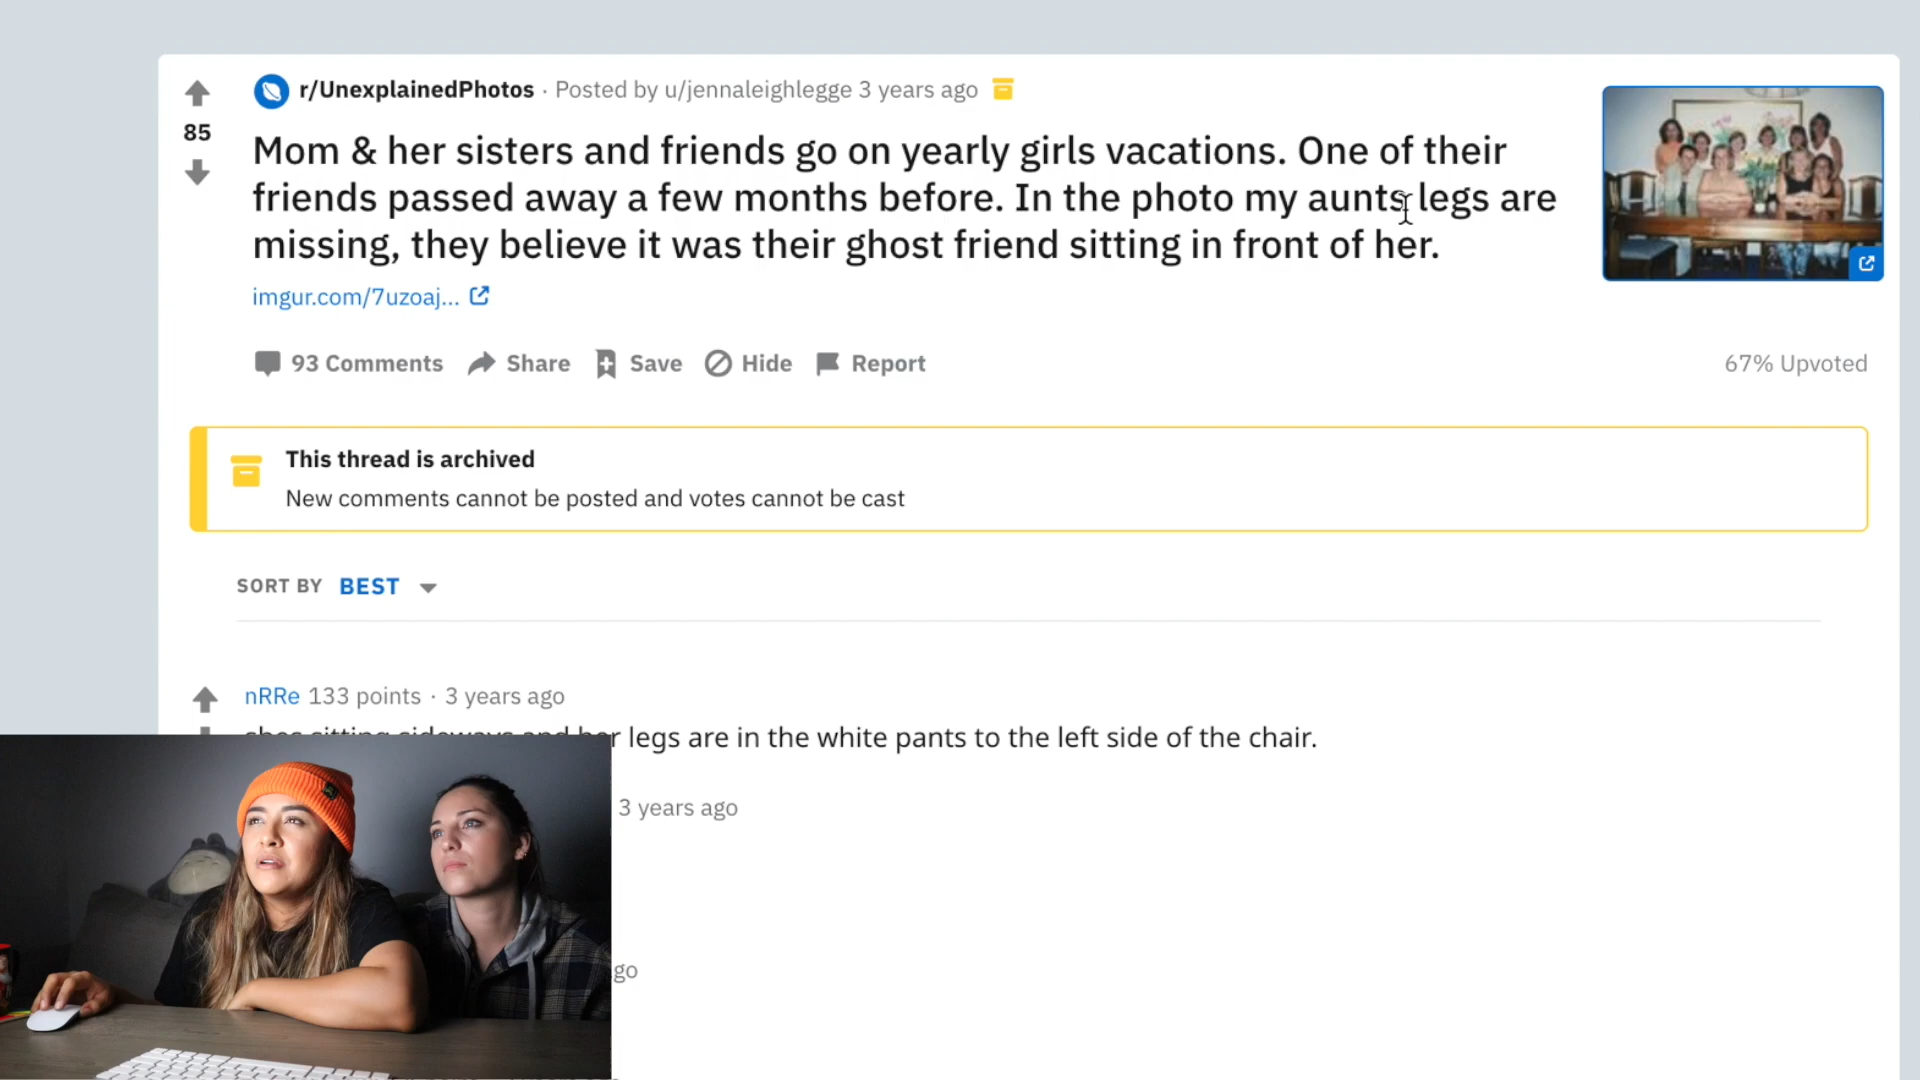 r/UnexplainedPhotos · Posted by u/jennaleighlegge 3 years ago
85
Mom & her sisters and friends go on yearly girls vacations. One of their
friends passed away a few months before. In the photo my aunts legs are
missing, they believe it was their ghost friend sitting in front of her.
imgur.com/7uzoaj...
93 Comments Share Save Hide Report 67% Upvoted
This thread is archived
New comments cannot be posted and votes cannot be cast
SORT BY BEST
nRRe 133 points · 3 years ago
shes sitting sideways and her legs are in the white pants to the left side of the chair.
3 years ago
go